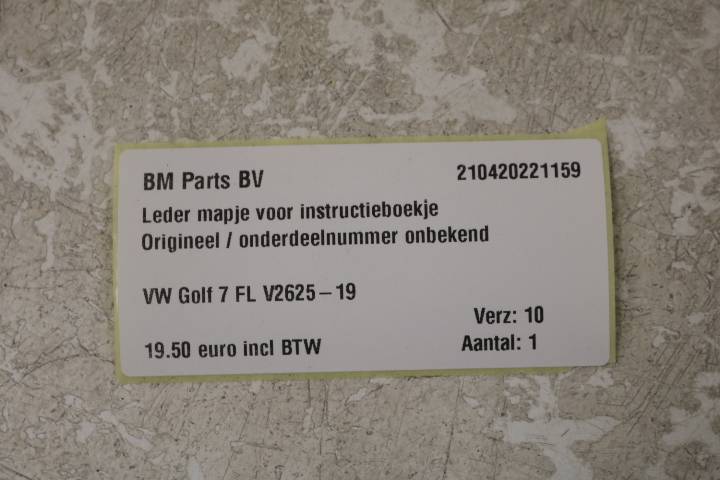 BM Parts BV 210420221159
Leder mapje voor instructieboekje
Origineel / onderdeelnummer onbekend
VW Golf 7 FL V2625 – 19
Verz: 10
19.50 euro incl BTW Aantal: 1